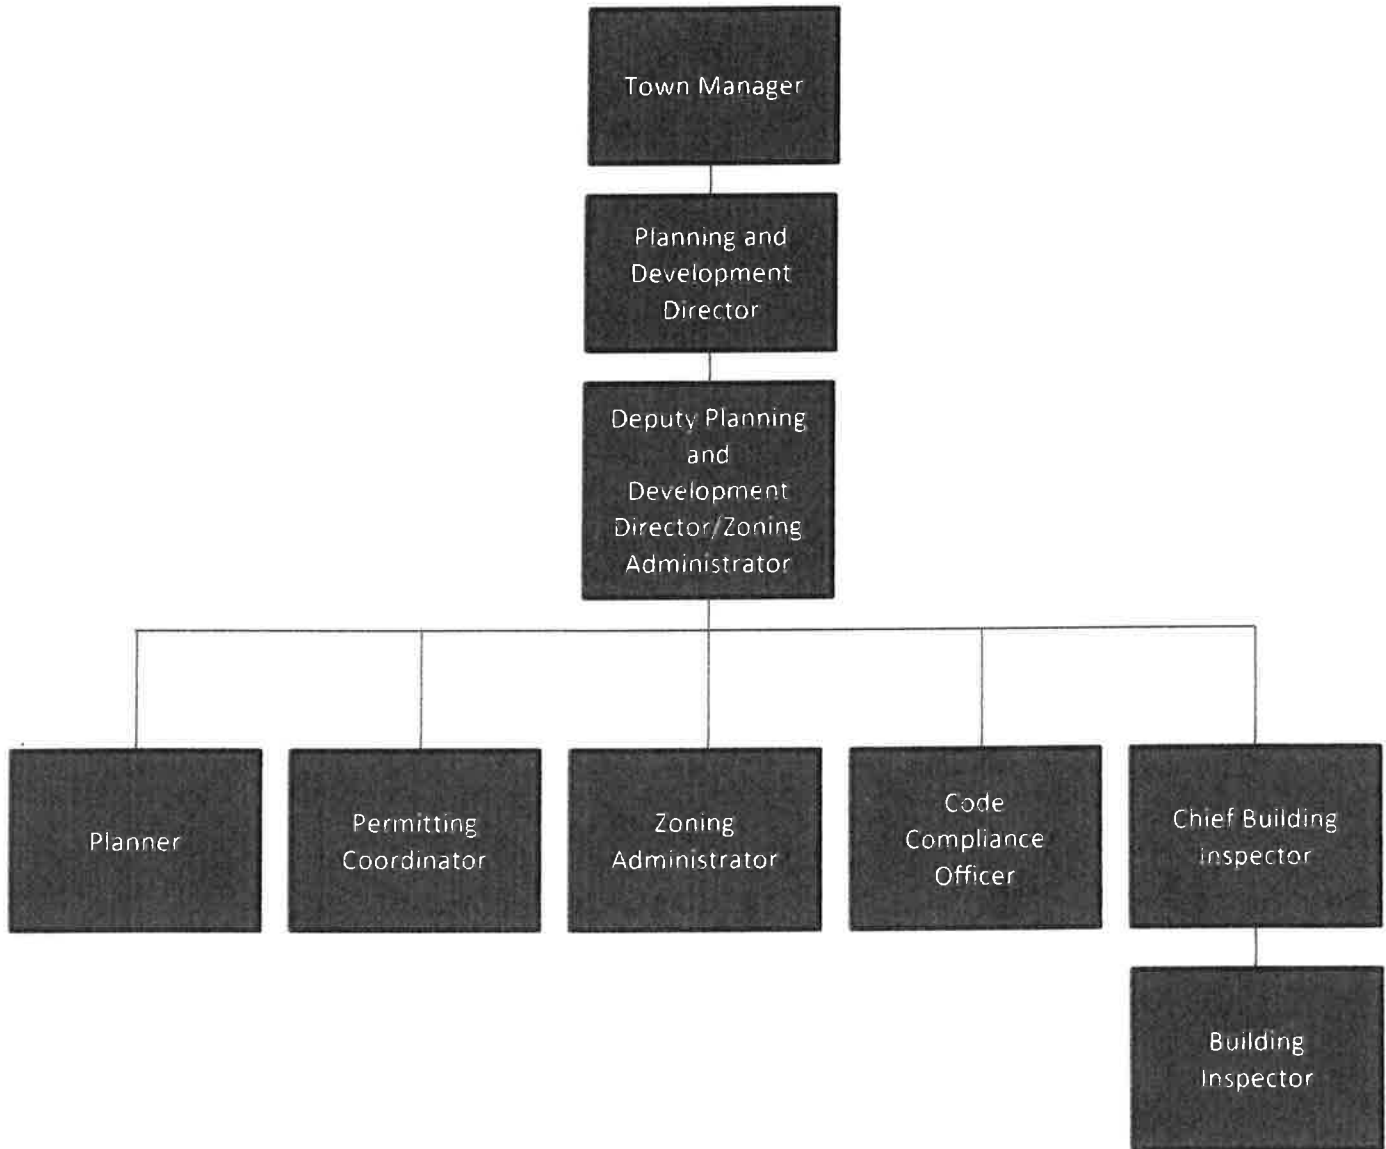 Town Manager
Planning and
Development
Director
Deputy Planning
and
Development
Director/Zoning
Administrator
Planner
Permitting
Coordinator
Zoning
Administrator
Code
Compliance
Officer
Chief Building
Inspector
Building
Inspector